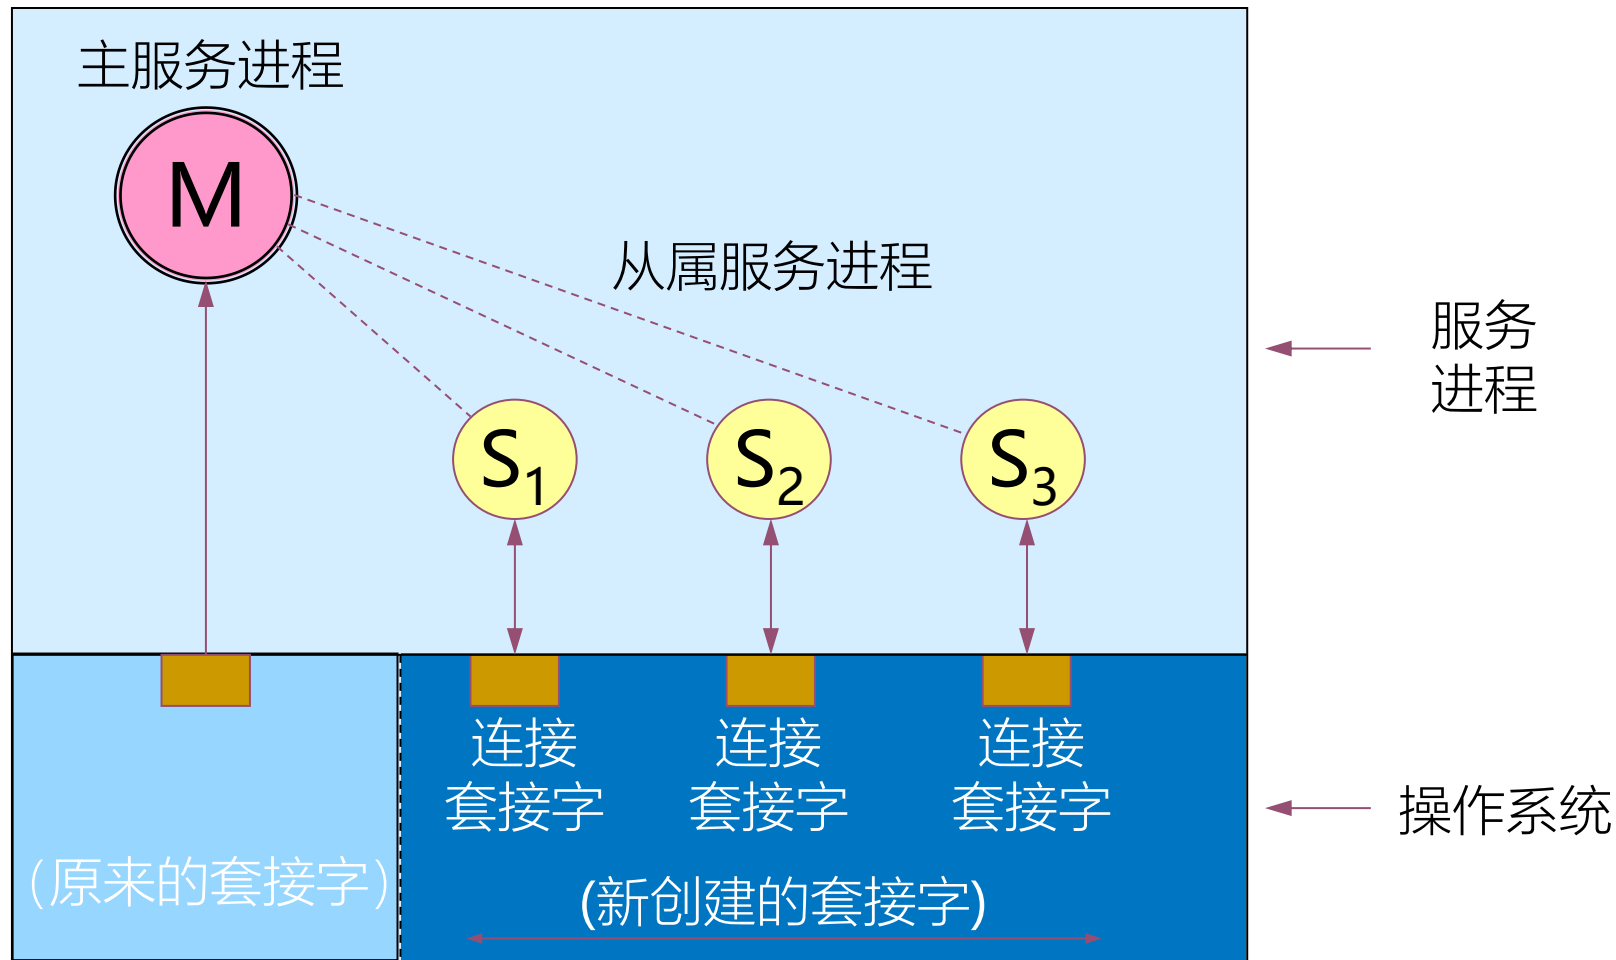 主服务进程
M
从属服务进程
服务
进程
S1
S2
S3
连接
套接字
连接
套接字
连接
套接字
操作系统
(原来的套接字)
(新创建的套接字)